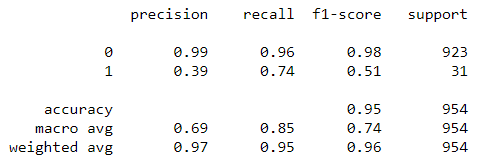 precision recall f1-score support
0 0.99 0.96 0.98 923
1 0.39 0.74 0.51 31
accuracy 0.95 954
macro avg 0.69 0.85 0.74 954
weighted avg 0.97 0.95 0.96 954